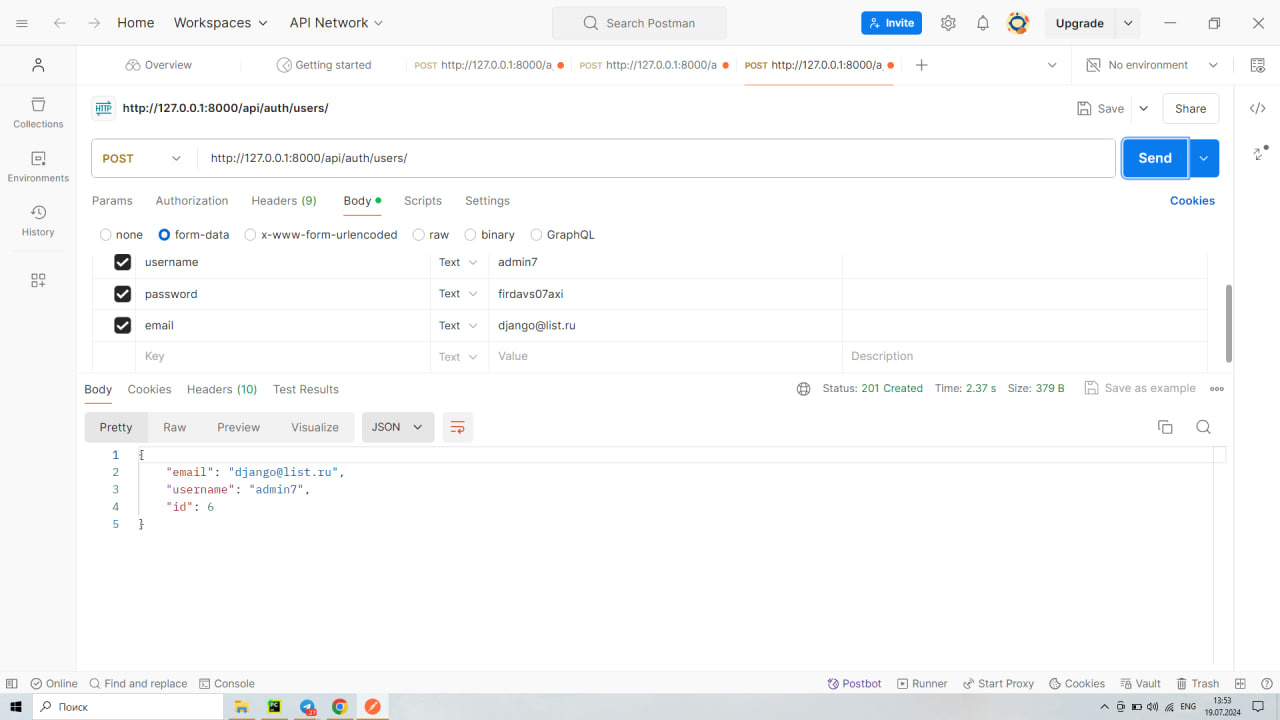 Home Workspaces API Network Search Postman Invite Upgrade
Overview Getting started POST http://127.0.0.1:8000/a POST http://127.0.0.1:8000/a POST http://127.0.0.1:8000/a No environment
HTTP http://127.0.0.1:8000/api/auth/users/ Save Share
Collections
POST http://127.0.0.1:8000/api/auth/users/ Send
Environments
Params Authorization Headers (9) Body Scripts Settings Cookies
History
none form-data x-www-form-urlencoded raw binary GraphQL
username Text admin7
password Text firdavs07axi
email Text django@list.ru
Key Text Value Description
Body Cookies Headers (10) Test Results Status: 201 Created Time: 2.37 s Size: 379 B Save as example
Pretty Raw Preview Visualize JSON
1 {
2 "email": "django@list.ru",
3 "username": "admin7",
4 "id": 6
5 }
Online Find and replace Console Postbot Runner Start Proxy Cookies Vault Trash
Поиск ENG 13:53
19.07.2024